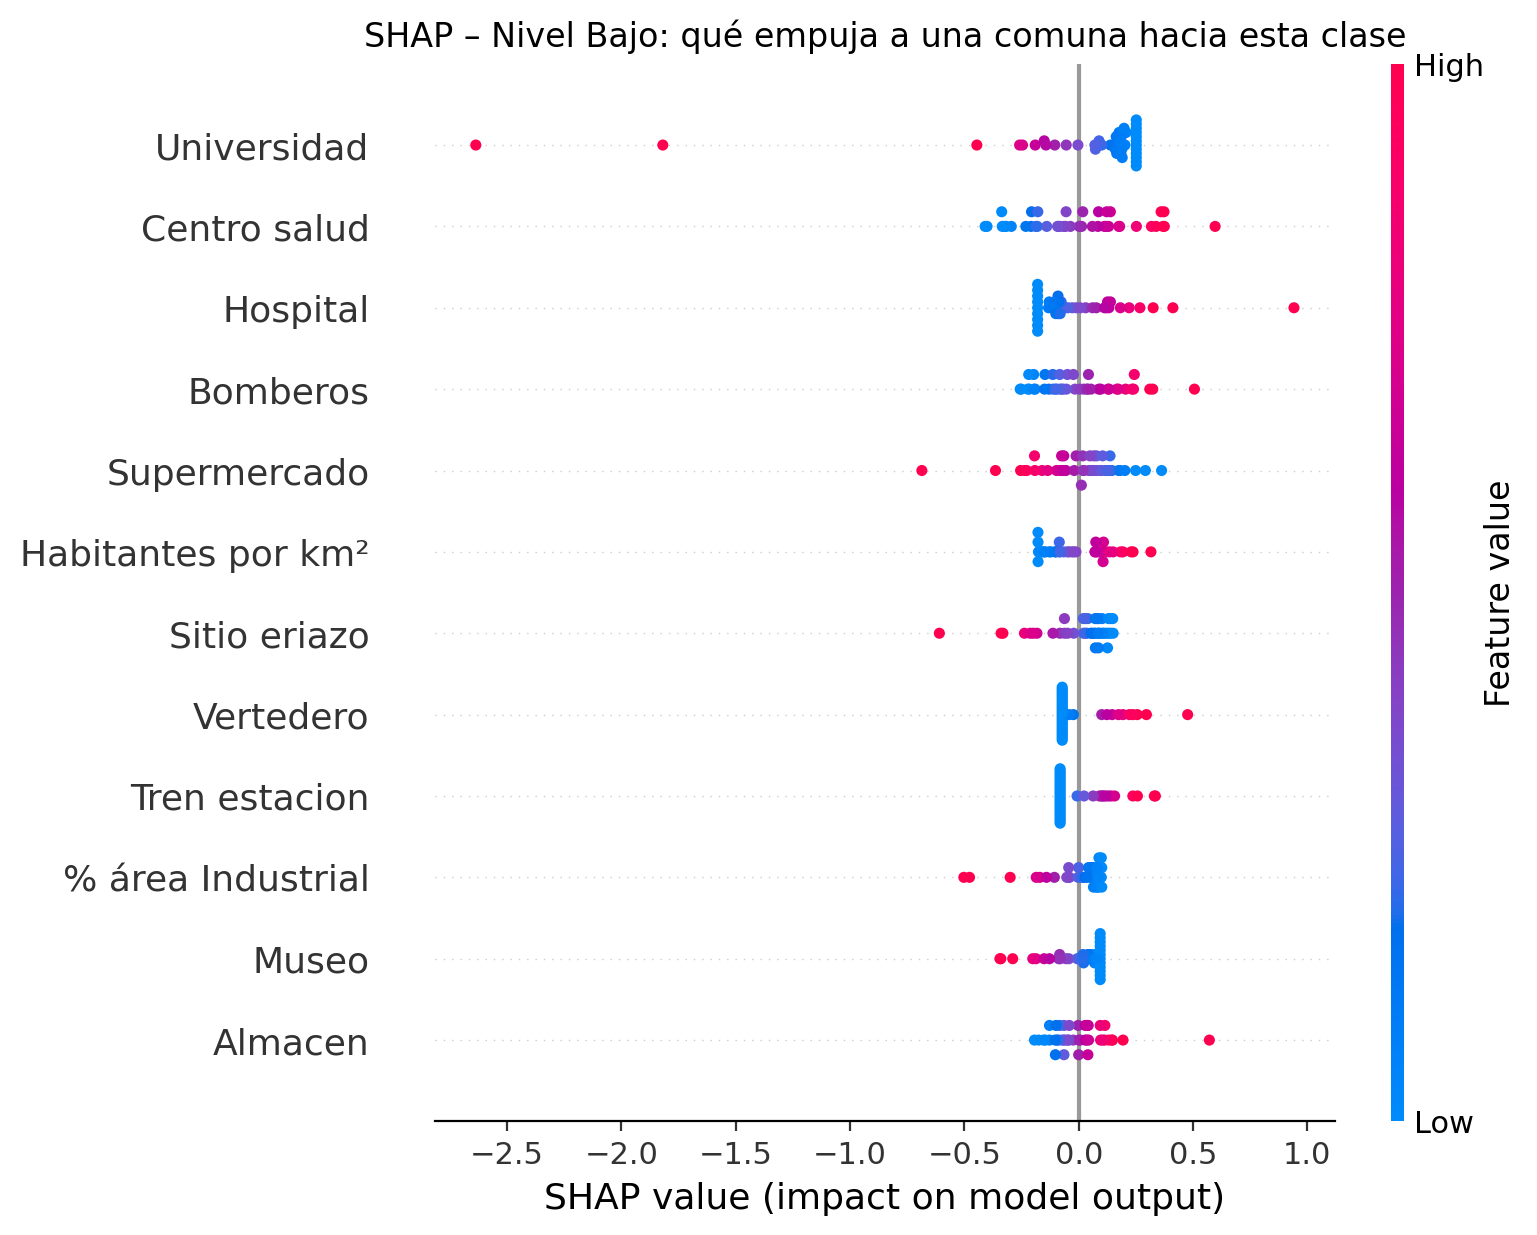 SHAP – Nivel Bajo: qué empuja a una comuna hacia esta clase
High
Universidad
Centro salud
Hospital
Bomberos
Supermercado
Habitantes por km²
Sitio eriazo
Vertedero
Tren estacion
% área Industrial
Museo
Almacen
Feature value
Low
−2.5 −2.0 −1.5 −1.0 −0.5 0.0 0.5 1.0
SHAP value (impact on model output)